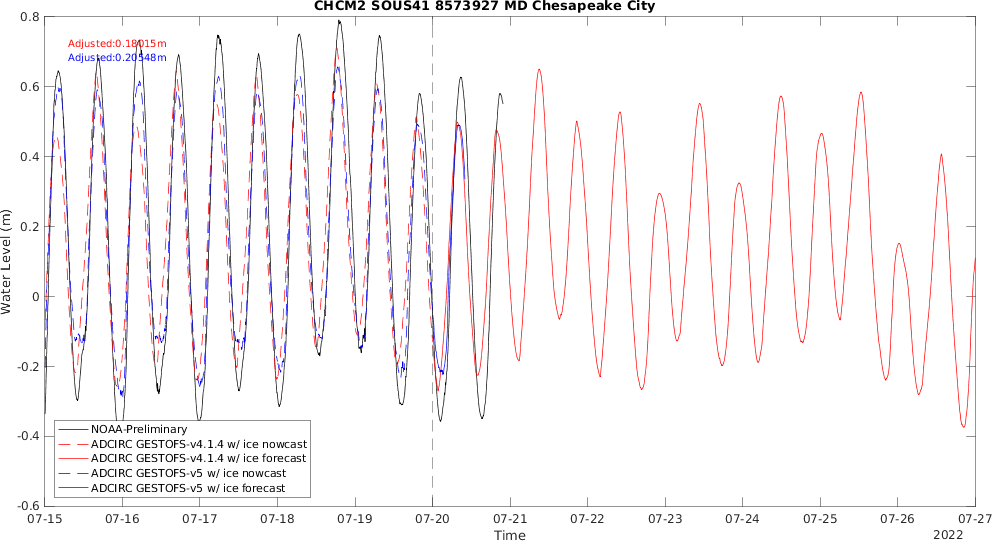 CHCM2 SOUS41 8573927 MD Chesapeake City
Adjusted:0.18015m
Adjusted:0.20548m
Water Level (m)
0.8
0.6
0.4
0.2
0
-0.2
-0.4
-0.6
NOAA-Preliminary
ADCIRC GESTOFS-v4.1.4 w/ ice nowcast
ADCIRC GESTOFS-v4.1.4 w/ ice forecast
ADCIRC GESTOFS-v5 w/ ice nowcast
ADCIRC GESTOFS-v5 w/ ice forecast
07-15 07-16 07-17 07-18 07-19 07-20 07-21 07-22 07-23 07-24 07-25 07-26 07-27
Time
2022